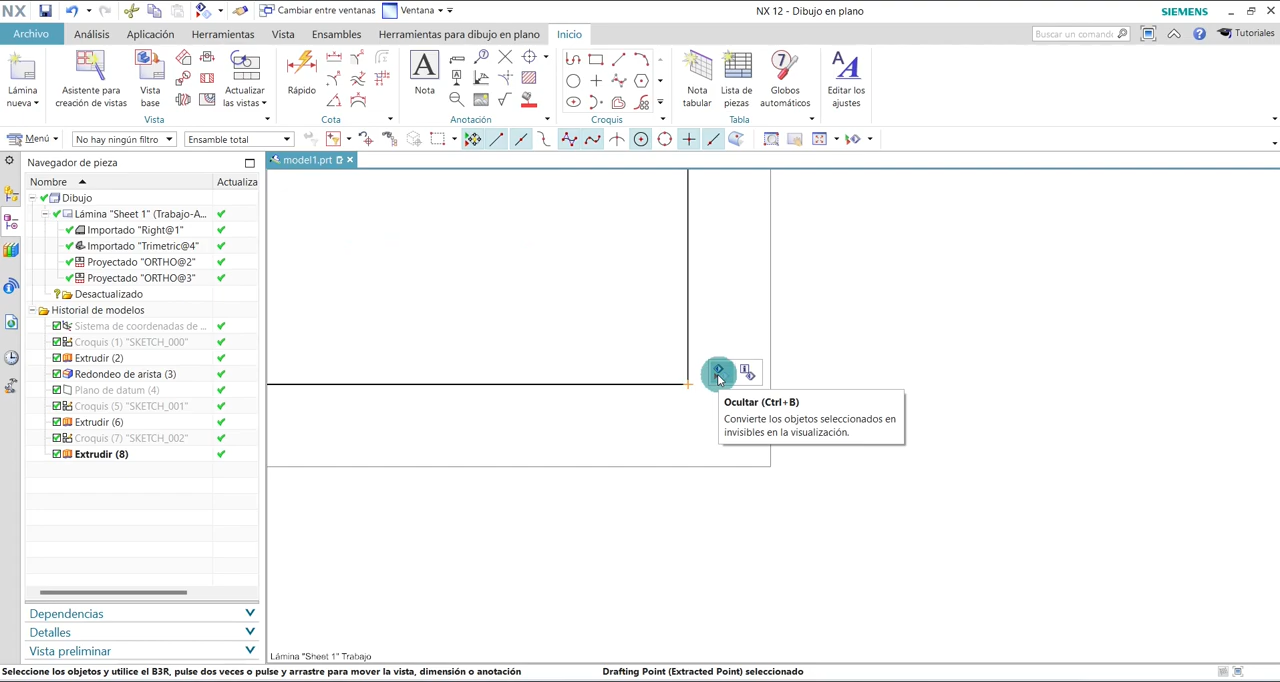 NX
Cambiar entre ventanas
Ventana
NX 12 - Dibujo en plano
SIEMENS
Archivo
Análisis
Aplicación
Herramientas
Vista
Ensambles
Herramientas para dibujo en plano
Inicio
Buscar un comando
Tutoriales
Lámina nueva
Asistente para creación de vistas
Vista base
Actualizar las vistas
Vista
Rápido
Cota
Nota
Anotación
Croquis
Nota tabular
Lista de piezas
Globos automáticos
Tabla
Editar los ajustes
Menú
No hay ningún filtro
Ensamble total
Navegador de pieza
model1.prt
Nombre
Actualiza
Dibujo
Lámina "Sheet 1" (Trabajo-A...
Importado "Right@1"
Importado "Trimetric@4"
Proyectado "ORTHO@2"
Proyectado "ORTHO@3"
Desactualizado
Historial de modelos
Sistema de coordenadas de ...
Croquis (1) "SKETCH_000"
Extrudir (2)
Redondeo de arista (3)
Plano de datum (4)
Croquis (5) "SKETCH_001"
Extrudir (6)
Croquis (7) "SKETCH_002"
Extrudir (8)
Ocultar (Ctrl+B)
Convierte los objetos seleccionados en
invisibles en la visualización.
Dependencias
Detalles
Vista preliminar
Lámina "Sheet 1" Trabajo
Seleccione los objetos y utilice el B3R, pulse dos veces o pulse y arrastre para mover la vista, dimensión o anotación
Drafting Point (Extracted Point) seleccionado